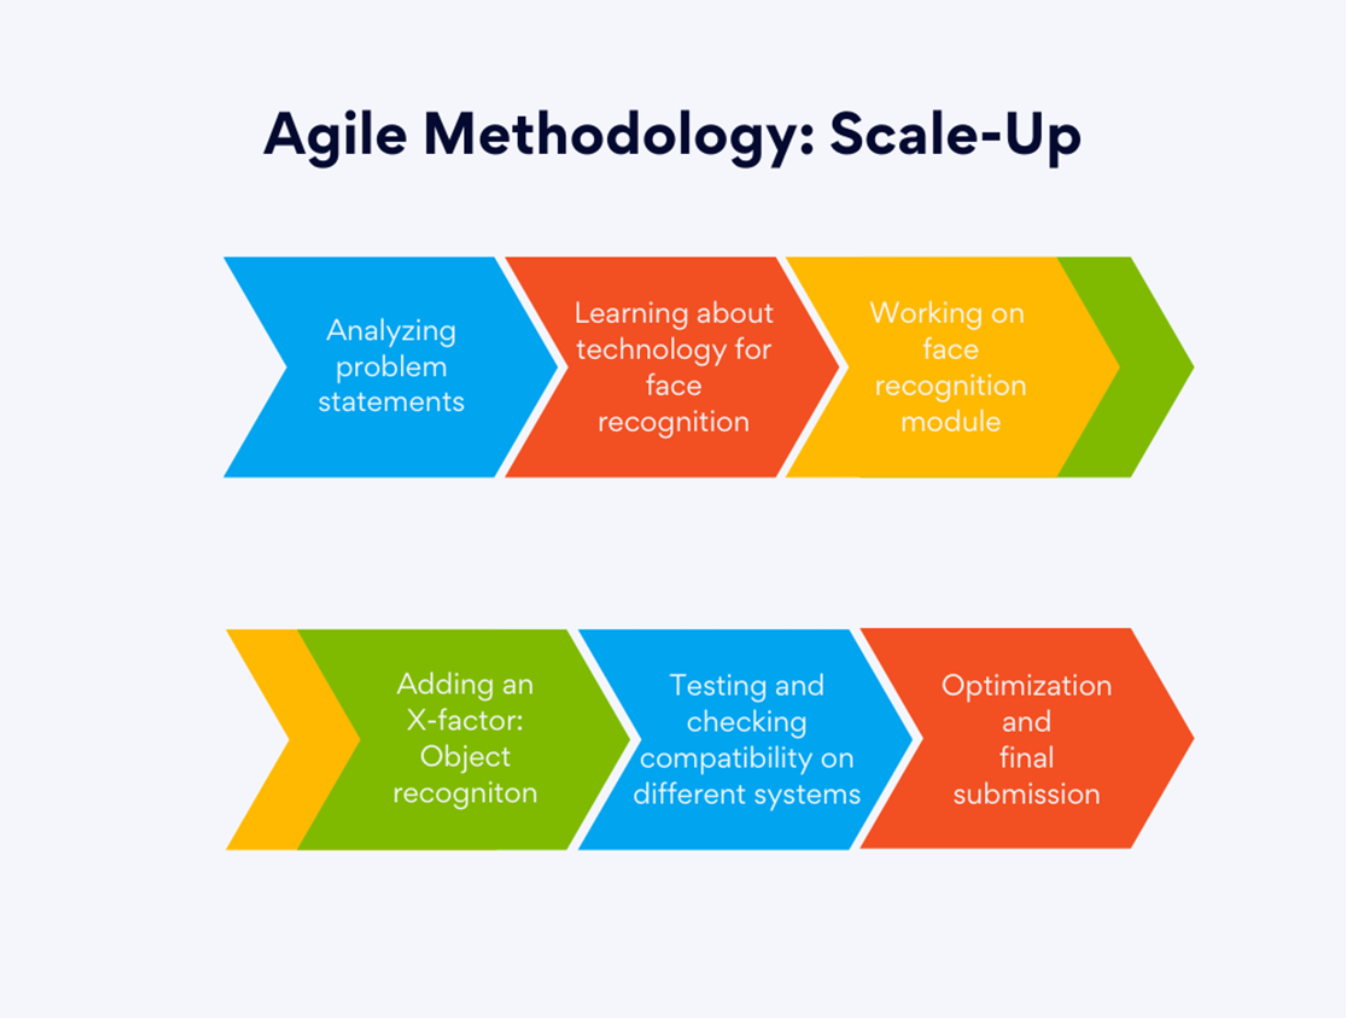 Agile Methodology: Scale-Up
Analyzing
problem
statements
Learning about
technology for
face
recognition
Working on
face
recognition
module
Adding an
X-factor:
Object
recogniton
Testing and
checking
compatibility on
different systems
Optimization
and
final
submission